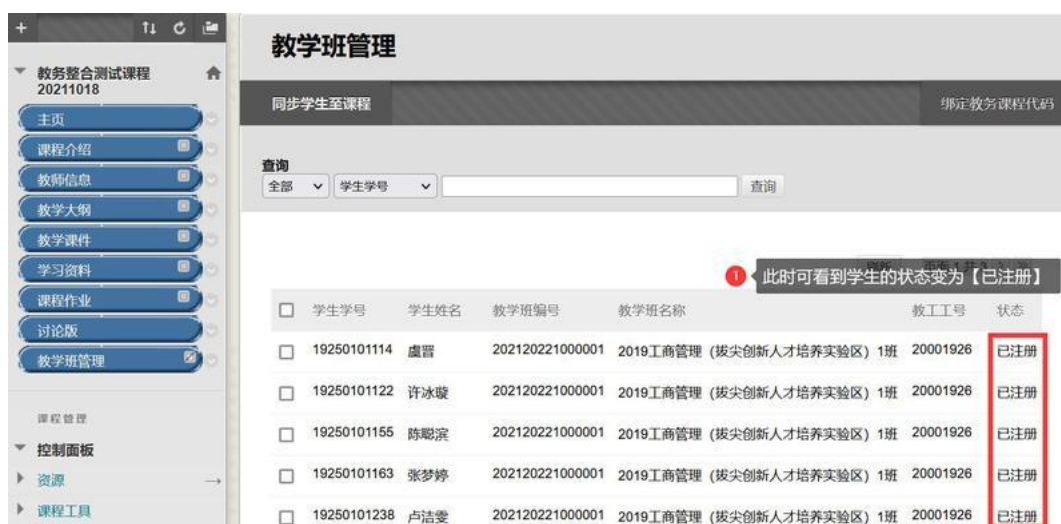 教务整合测试课程
20211018
主页
课程介绍
教师信息
教学大纲
教学课件
学习资料
课程作业
讨论版
教学班管理
课程管理
控制面板
资源
课程工具
教学班管理
同步学生至课程 绑定教务课程代码
查询
全部 学生学号 查询
1 此时可看到学生的状态变为【已注册】
学生学号 学生姓名 教学班编号 教学班名称 教工工号 状态
19250101114 虞晋 202120221000001 2019工商管理（拔尖创新人才培养实验区）1班 20001926 已注册
19250101122 许冰璇 202120221000001 2019工商管理（拔尖创新人才培养实验区）1班 20001926 已注册
19250101155 陈聪滨 202120221000001 2019工商管理（拔尖创新人才培养实验区）1班 20001926 已注册
19250101163 张梦婷 202120221000001 2019工商管理（拔尖创新人才培养实验区）1班 20001926 已注册
19250101238 卢洁雯 202120221000001 2019工商管理（拔尖创新人才培养实验区）1班 20001926 已注册